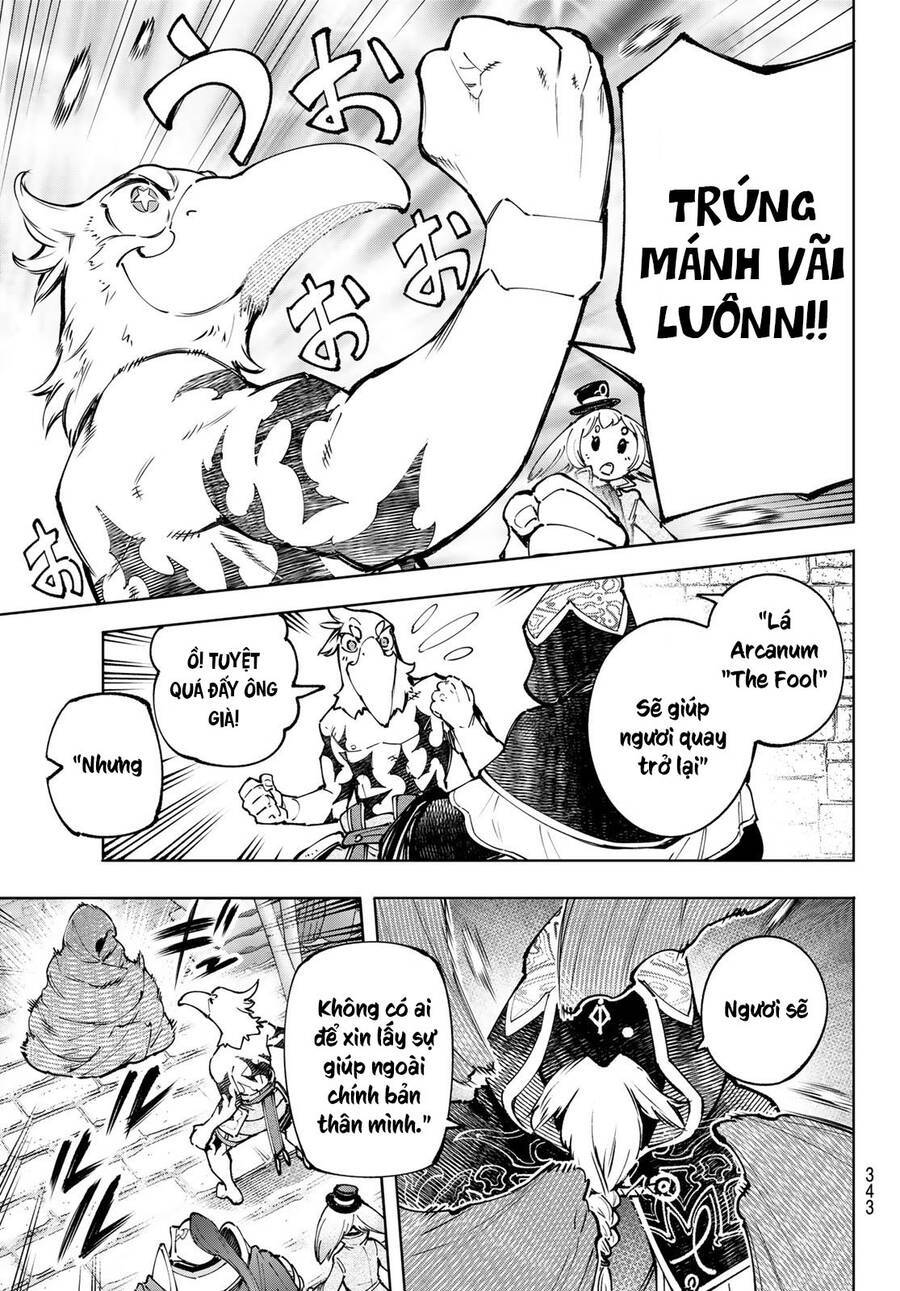 TRÚNG
MÁNH VÃI
LUÔNN!!
うおお
おおお
"Lá
Arcanum
"The Fool"
Sẽ giúp
ngươi quay
trở lại"
Ồ! TUYỆT
QUÁ ĐẤY ÔNG
GIÀ!
"Nhưng
Ngươi sẽ
Không có ai
để xin lấy sự
giúp ngoài
chính bản
thân mình."
343